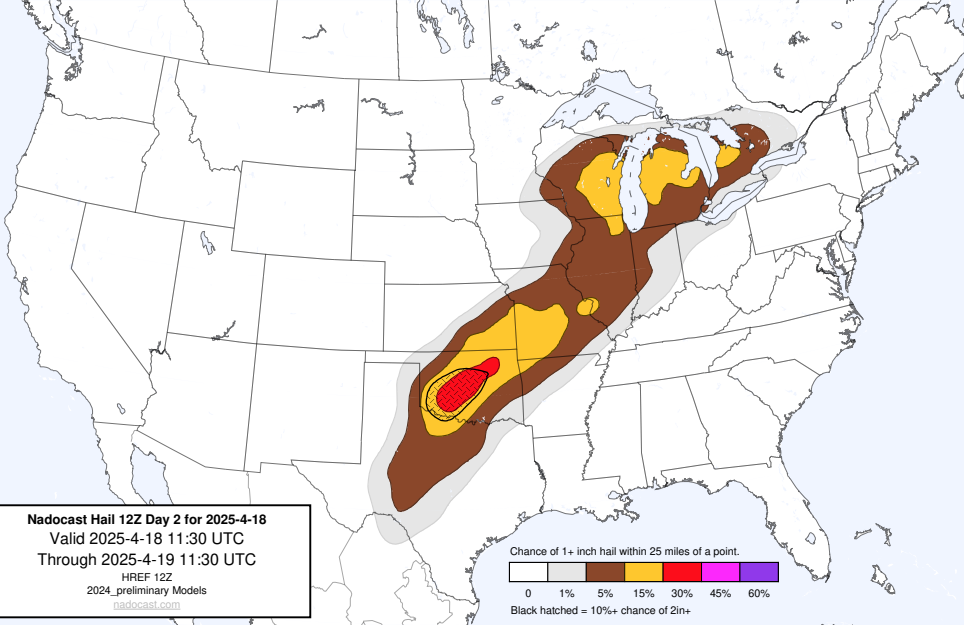 Nadocast Hail 12Z Day 2 for 2025-4-18
Valid 2025-4-18 11:30 UTC
Through 2025-4-19 11:30 UTC
HREF 12Z
2024_preliminary Models
nadocast.com
Chance of 1+ inch hail within 25 miles of a point.
0 1% 5% 15% 30% 45% 60%
Black hatched = 10%+ chance of 2in+